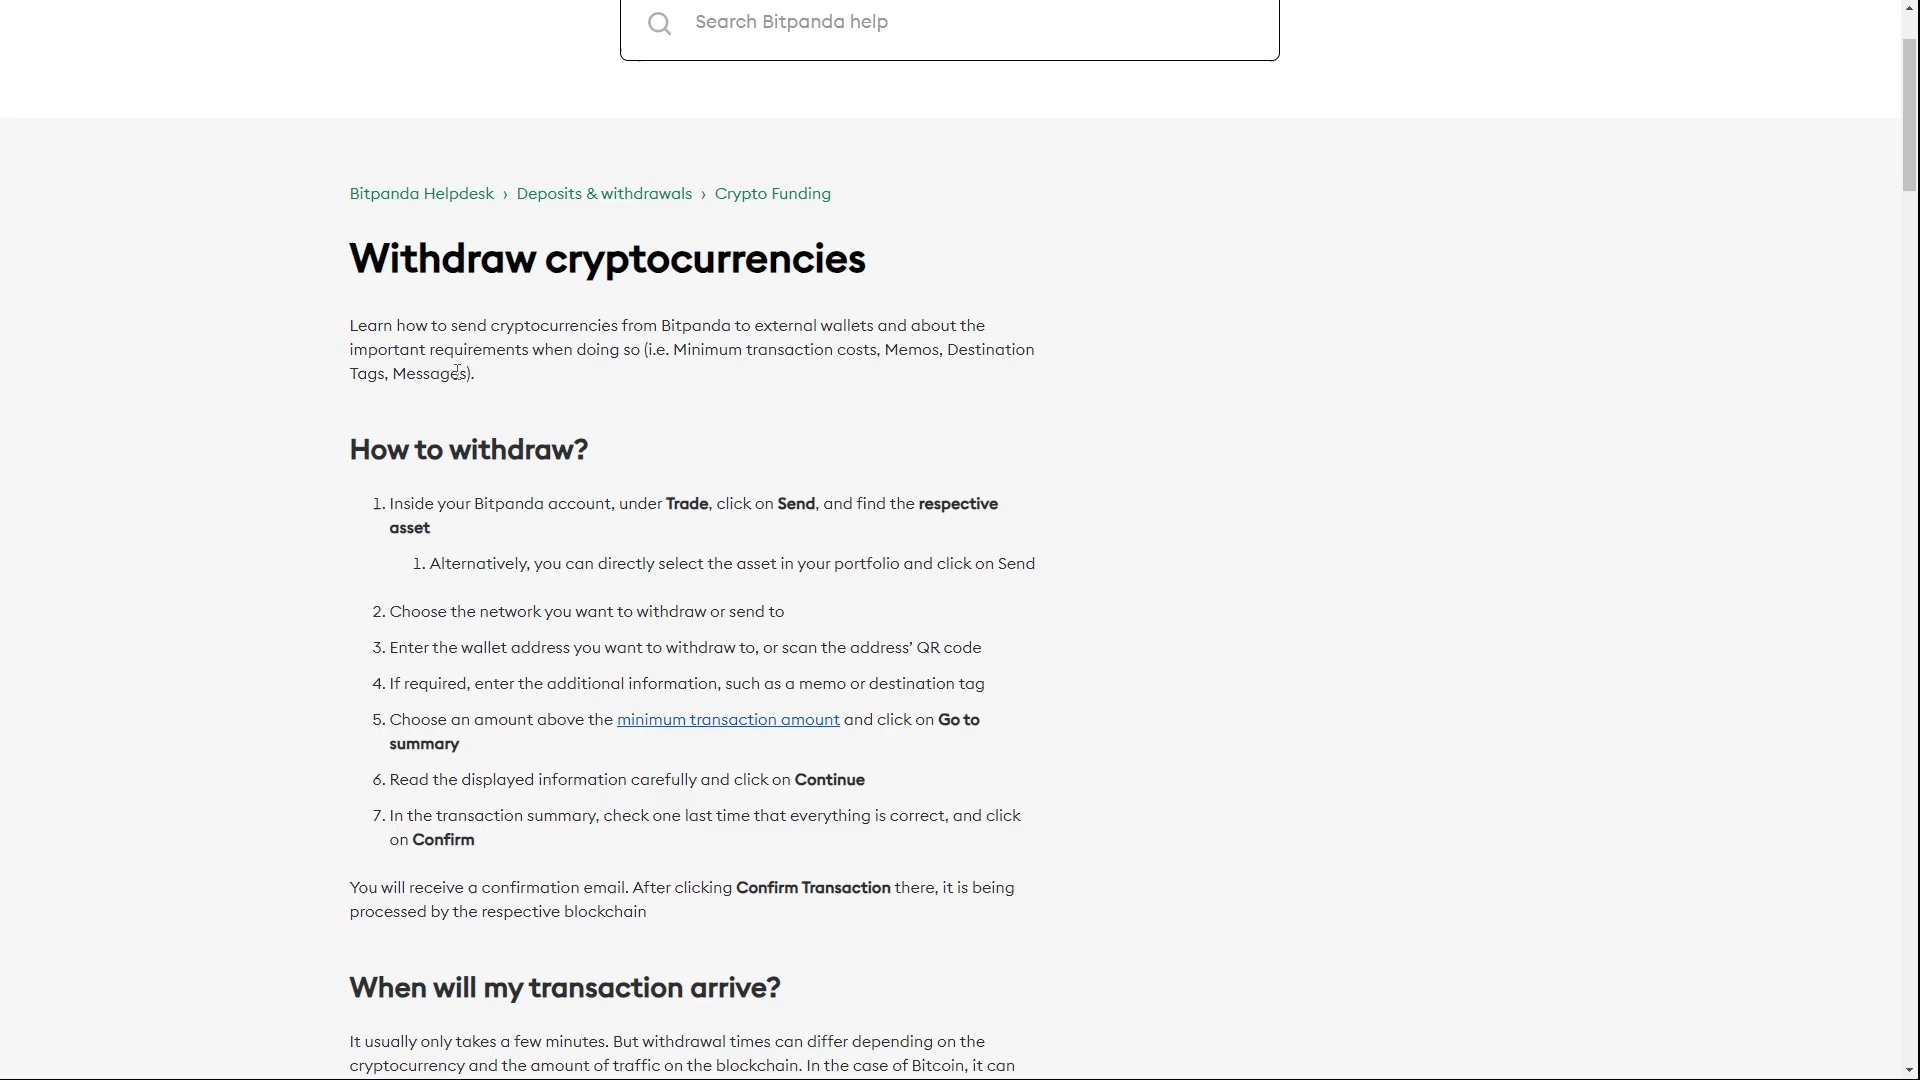 Search Bitpanda help
Bitpanda Helpdesk › Deposits & withdrawals › Crypto Funding
Withdraw cryptocurrencies
Learn how to send cryptocurrencies from Bitpanda to external wallets and about the
important requirements when doing so (i.e. Minimum transaction costs, Memos, Destination
Tags, Messages).
How to withdraw?
1. Inside your Bitpanda account, under Trade, click on Send, and find the respective
asset
1. Alternatively, you can directly select the asset in your portfolio and click on Send
2. Choose the network you want to withdraw or send to
3. Enter the wallet address you want to withdraw to, or scan the address’ QR code
4. If required, enter the additional information, such as a memo or destination tag
5. Choose an amount above the minimum transaction amount and click on Go to
summary
6. Read the displayed information carefully and click on Continue
7. In the transaction summary, check one last time that everything is correct, and click
on Confirm
You will receive a confirmation email. After clicking Confirm Transaction there, it is being
processed by the respective blockchain
When will my transaction arrive?
It usually only takes a few minutes. But withdrawal times can differ depending on the
cryptocurrency and the amount of traffic on the blockchain. In the case of Bitcoin, it can